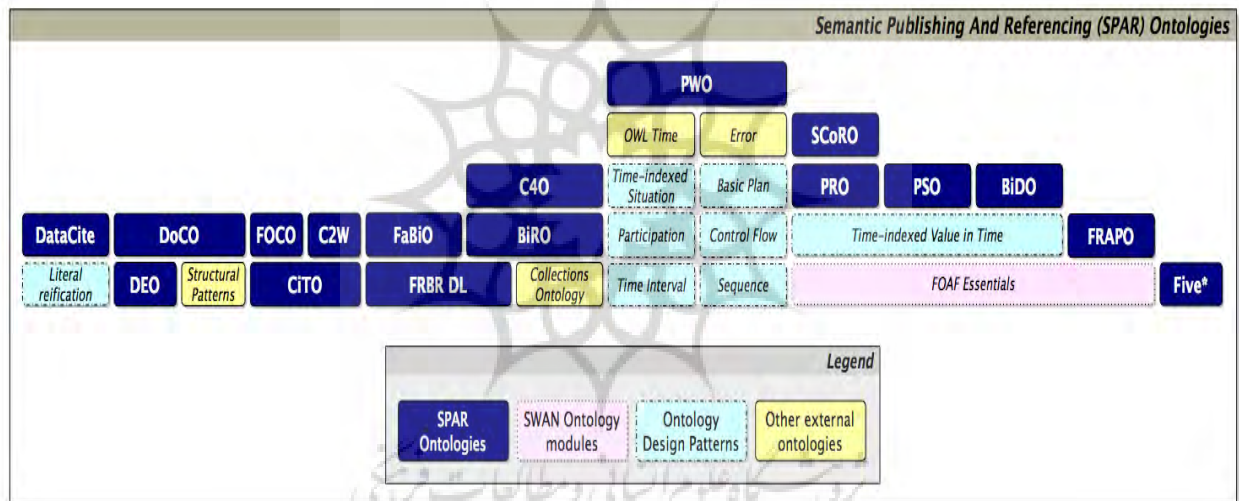 Semantic Publishing And Referencing (SPAR) Ontologies
PWO
OWL Time Error SCoRO
C4O Time-indexed Situation Basic Plan PRO PSO BiDO
DataCite DoCO FOCO C2W FaBiO BiRO Participation Control Flow Time-indexed Value in Time FRAPO
Literal reification DEO Structural Patterns CiTO FRBR DL Collections Ontology Time Interval Sequence FOAF Essentials Five*
Legend
SPAR Ontologies SWAN Ontology modules Ontology Design Patterns Other external ontologies